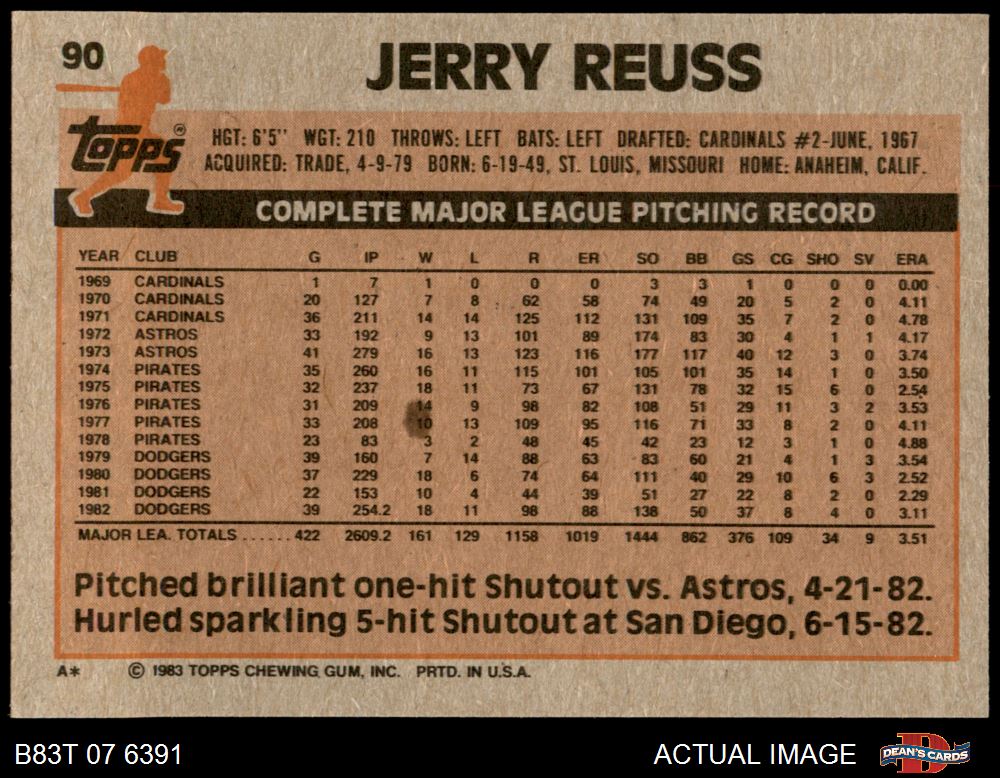 90 JERRY REUSS
topps
HGT: 6'5" WGT: 210 THROWS: LEFT BATS: LEFT DRAFTED: CARDINALS #2-JUNE, 1967
ACQUIRED: TRADE, 4-9-79 BORN: 6-19-49, ST. LOUIS, MISSOURI HOME: ANAHEIM, CALIF.
COMPLETE MAJOR LEAGUE PITCHING RECORD
YEAR CLUB G IP W L R ER SO BB GS CG SHO SV ERA
1969 CARDINALS 1 7 1 0 0 0 3 3 1 0 0 0 0.00
1970 CARDINALS 20 127 7 8 62 58 74 49 20 5 2 0 4.11
1971 CARDINALS 36 211 14 14 125 112 131 109 35 7 2 0 4.78
1972 ASTROS 33 192 9 13 101 89 174 83 30 4 1 1 4.17
1973 ASTROS 41 279 16 13 123 116 177 117 40 12 3 0 3.74
1974 PIRATES 35 260 16 11 115 101 105 101 35 14 1 0 3.50
1975 PIRATES 32 237 18 11 73 67 131 78 32 15 6 0 2.54
1976 PIRATES 31 209 14 9 98 82 108 51 29 11 3 2 3.53
1977 PIRATES 33 208 10 13 109 95 116 71 33 8 2 0 4.11
1978 PIRATES 23 83 3 2 48 45 42 23 12 3 1 0 4.88
1979 DODGERS 39 160 7 14 88 63 83 60 21 4 1 3 3.54
1980 DODGERS 37 229 18 6 74 64 111 40 29 10 6 3 2.52
1981 DODGERS 22 153 10 4 44 39 51 27 22 8 2 0 2.29
1982 DODGERS 39 254.2 18 11 98 88 138 50 37 8 4 0 3.11
MAJOR LEA. TOTALS ...... 422 2609.2 161 129 1158 1019 1444 862 376 109 34 9 3.51
Pitched brilliant one-hit Shutout vs. Astros, 4-21-82.
Hurled sparkling 5-hit Shutout at San Diego, 6-15-82.
A* © 1983 TOPPS CHEWING GUM, INC. PRTD. IN U.S.A.
B83T 07 6391 ACTUAL IMAGE DEAN'S CARDS